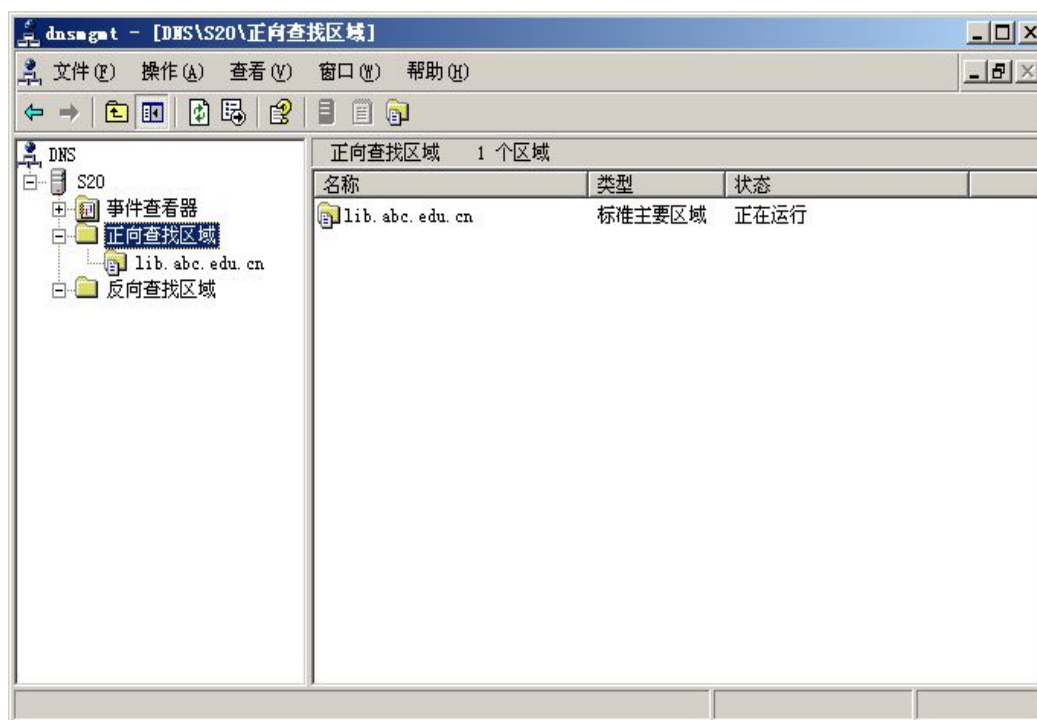 dnsmgmt - [DNS\S20\正向查找区域]
文件(F) 操作(A) 查看(V) 窗口(W) 帮助(H)
DNS
S20
事件查看器
正向查找区域
lib.abc.edu.cn
反向查找区域
正向查找区域 1 个区域
名称 类型 状态
lib.abc.edu.cn 标准主要区域 正在运行